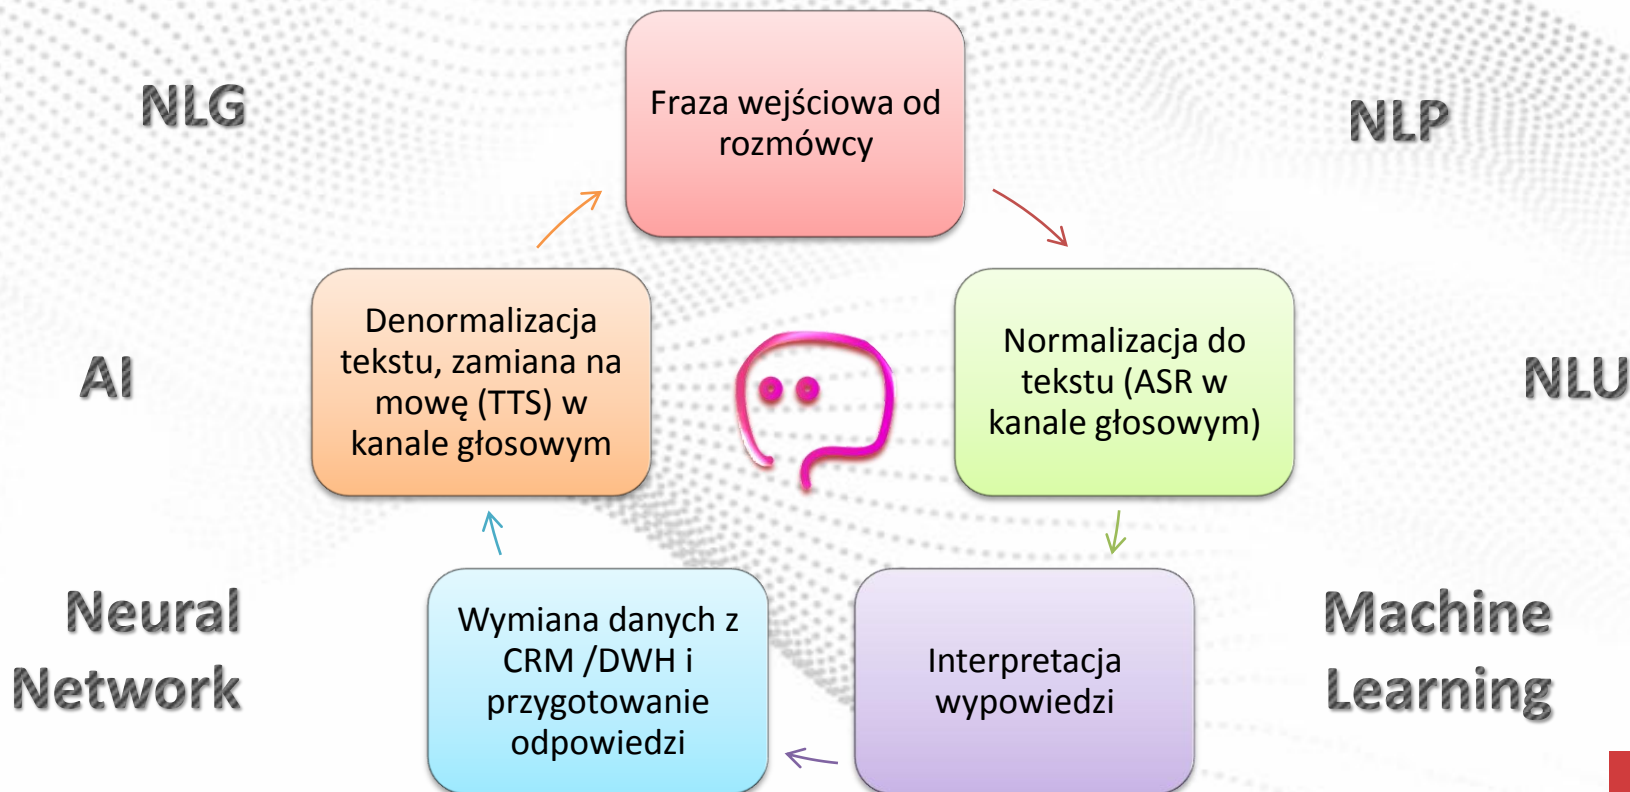 NLG
Fraza wejściowa od
rozmówcy
NLP
Denormalizacja
tekstu, zamiana na
mowę (TTS) w
kanale głosowym
Normalizacja do
tekstu (ASR w
kanale głosowym)
AI
NLU
Neural
Network
Wymiana danych z
CRM /DWH i
przygotowanie
odpowiedzi
Interpretacja
wypowiedzi
Machine
Learning